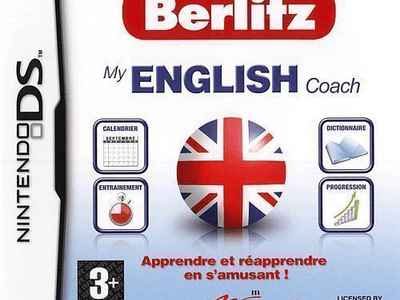 Berlitz
NINTENDO DS
™
My ENGLISH Coach
CALENDRIER
SEPTEMBRE
DICTIONNAIRE
ENTRAINEMENT
PROGRESSION
Apprendre et réapprendre
en s'amusant !
3+
m
LICENSED BY